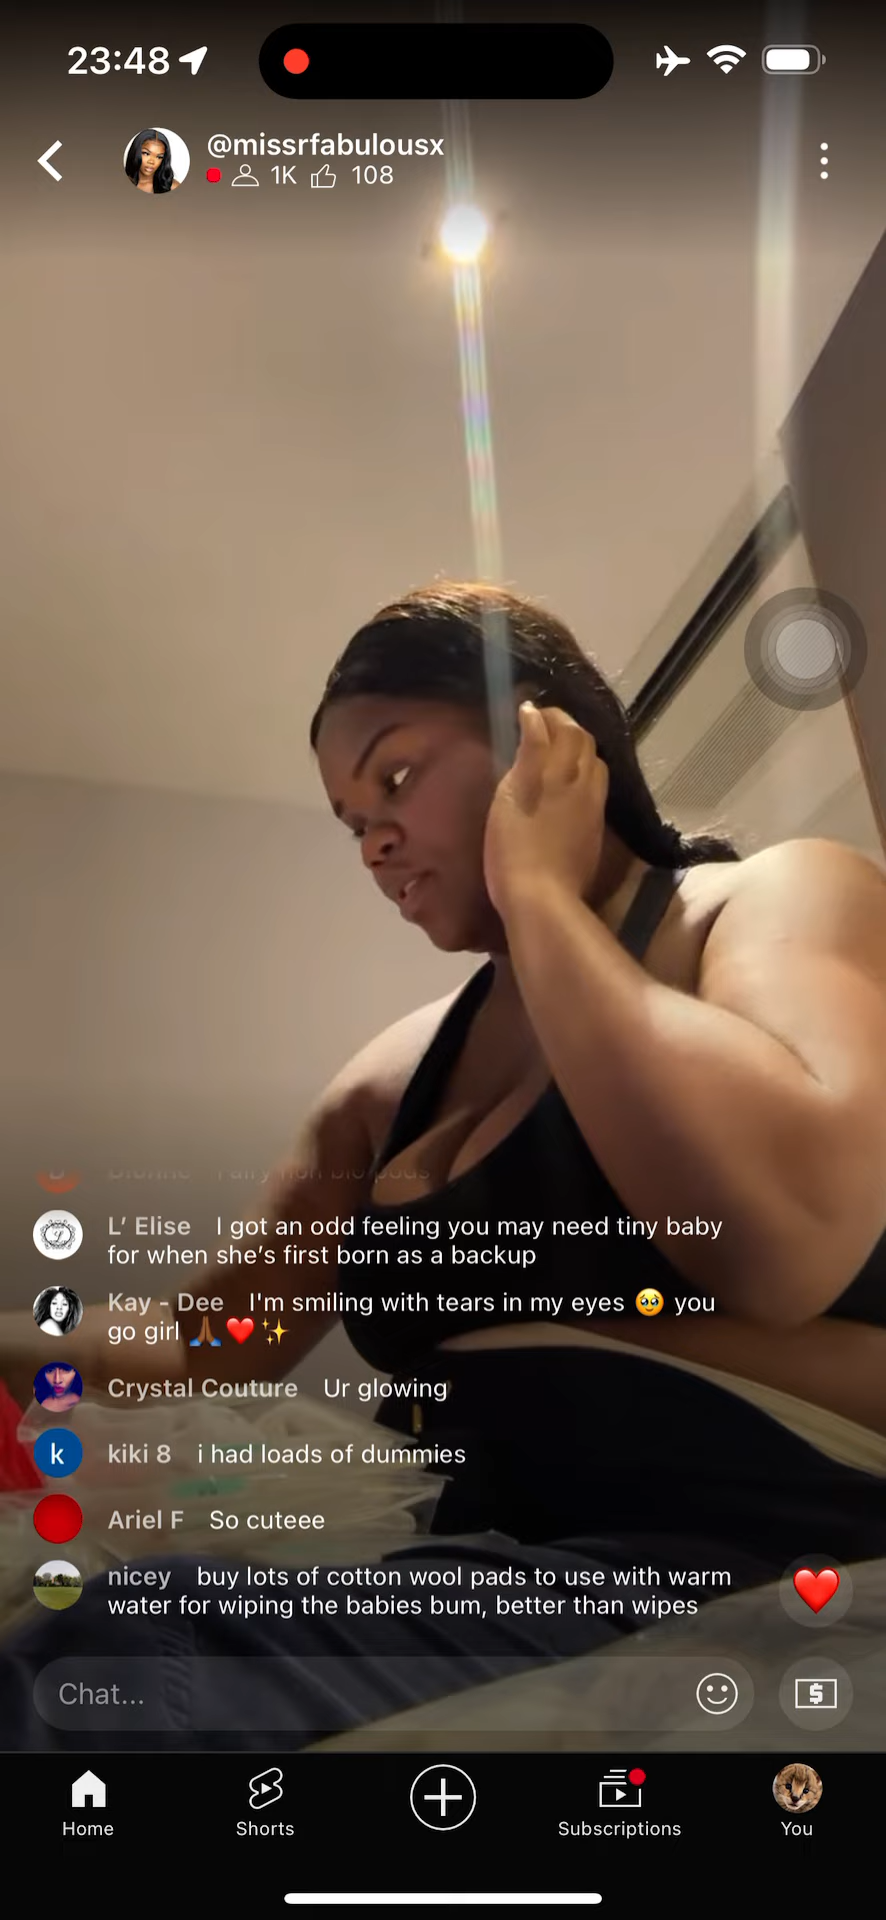 23:48
@missrfabulousx
1K 108
L' Elise I got an odd feeling you may need tiny baby
for when she's first born as a backup
Kay - Dee I'm smiling with tears in my eyes 🥹 you
go girl 🙏🏾❤️✨
Crystal Couture Ur glowing
k
kiki 8 i had loads of dummies
Ariel F So cuteee
nicey buy lots of cotton wool pads to use with warm
water for wiping the babies bum, better than wipes
Chat...
Home Shorts Subscriptions You